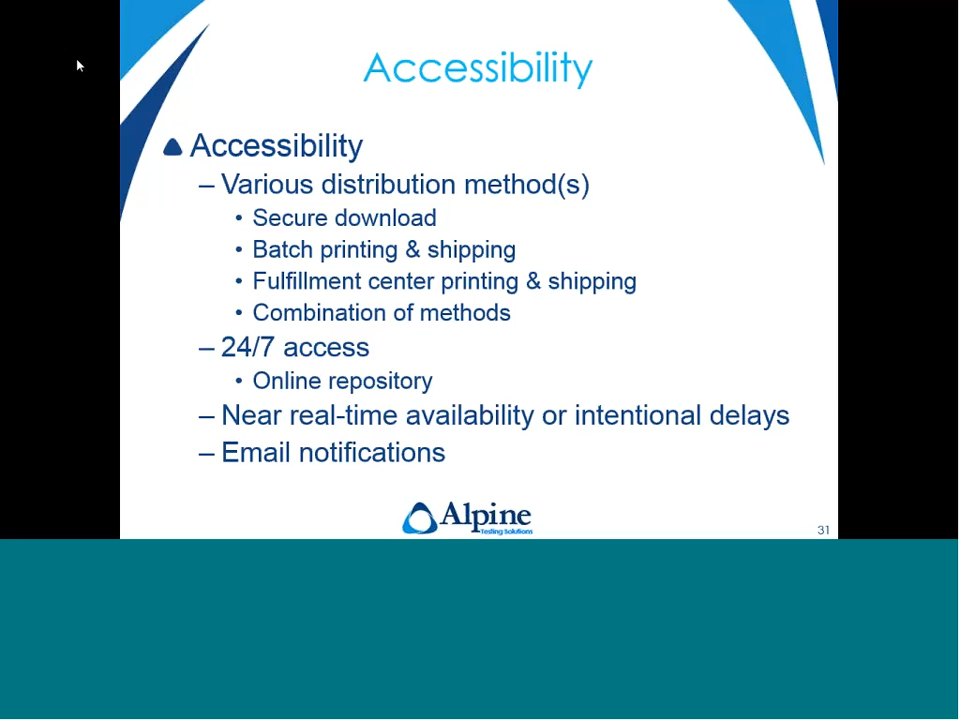 Accessibility
Accessibility
– Various distribution method(s)
• Secure download
• Batch printing & shipping
• Fulfillment center printing & shipping
• Combination of methods
– 24/7 access
• Online repository
– Near real-time availability or intentional delays
– Email notifications
Alpine
Testing Solutions
31